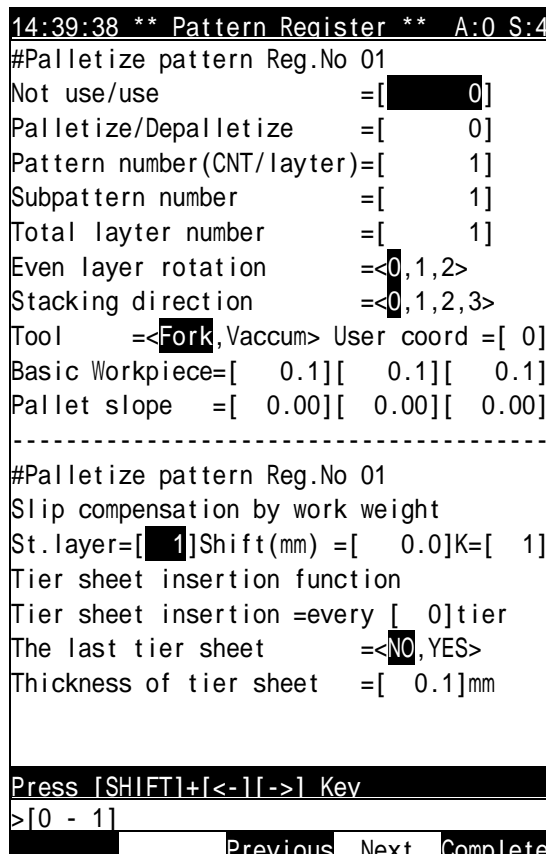 14:39:38 ** Pattern Register ** A:0 S:4
#Palletize pattern Reg.No 01
Not use/use =[ 0]
Palletize/Depalletize =[ 0]
Pattern number(CNT/layter)=[ 1]
Subpattern number =[ 1]
Total layter number =[ 1]
Even layer rotation =<0,1,2>
Stacking direction =<0,1,2,3>
Tool =<Fork,Vaccum> User coord =[ 0]
Basic Workpiece=[ 0.1][ 0.1][ 0.1]
Pallet slope =[ 0.00][ 0.00][ 0.00]
----------------------------------------
#Palletize pattern Reg.No 01
Slip compensation by work weight
St.layer=[ 1]Shift(mm) =[ 0.0]K=[ 1]
Tier sheet insertion function
Tier sheet insertion =every [ 0]tier
The last tier sheet =<NO,YES>
Thickness of tier sheet =[ 0.1]mm
Press [SHIFT]+[<-][->] Key
>[0 - 1]
Previous Next Complete